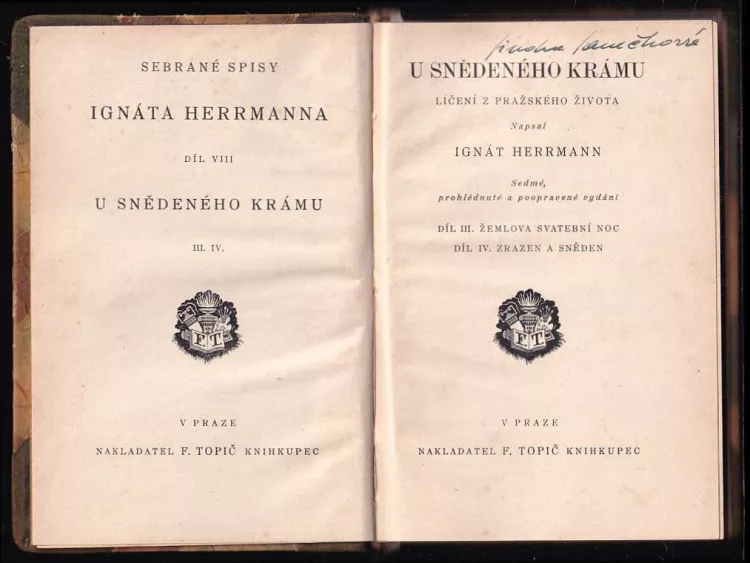 SEBRANÉ SPISY
IGNÁTA HERRMANNA
DÍL VIII
U SNĚDENÉHO KRÁMU
III. IV.
F. T.
V PRAZE
NAKLADATEL F. TOPIČ KNIHKUPEC
U SNĚDENÉHO KRÁMU
LÍČENÍ Z PRAŽSKÉHO ŽIVOTA
Napsal
IGNÁT HERRMANN
Sedmé,
prohlédnuté a poopravené vydání
DÍL III. ŽEMLOVA SVATEBNÍ NOC
DÍL IV. ZRAZEN A SNĚDEN
F. T.
V PRAZE
NAKLADATEL F. TOPIČ KNIHKUPEC